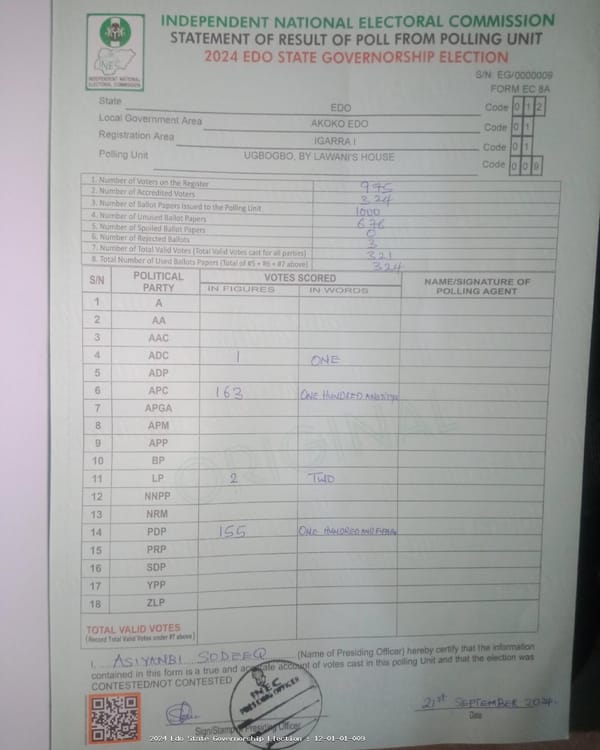 INDEPENDENT NATIONAL ELECTORAL COMMISSION
STATEMENT OF RESULT OF POLL FROM POLLING UNIT
2024 EDO STATE GOVERNORSHIP ELECTION
INDEPENDENT NATIONAL
ELECTORAL COMMISSION
S/N: EG/0000009
FORM EC 8A
State EDO Code 0 1 2
Local Government Area AKOKO EDO Code 0 1
Registration Area IGARRA I Code 0 1
Polling Unit UGBOGBO, BY LAWANI'S HOUSE Code 0 0 9
1. Number of Voters on the Register 975
2. Number of Accredited Voters 324
3. Number of Ballot Papers Issued to the Polling Unit 1000
4. Number of Unused Ballot Papers 676
5. Number of Spoiled Ballot Papers 0
6. Number of Rejected Ballots 3
7. Number of Total Valid Votes (Total Valid Votes cast for all parties) 321
8. Total Number of Used Ballots Papers (Total of #5 + #6 + #7 above) 324
S/N POLITICAL PARTY VOTES SCORED NAME/SIGNATURE OF POLLING AGENT
IN FIGURES IN WORDS
1 A
2 AA
3 AAC
4 ADC 1 ONE
5 ADP
6 APC 163 ONE HUNDRED AND
7 APGA
8 APM
9 APP
10 BP
11 LP 2 TWO
12 NNPP
13 NRM
14 PDP 155 ONE HUNDRED AND
15 PRP
16 SDP
17 YPP
18 ZLP
ORIGINAL
TOTAL VALID VOTES
(Record Total Valid Votes under #7 above)
I, ASIYANBI SODEEQ (Name of Presiding Officer) hereby certify that the information
contained in this form is a true and accurate account of votes cast in this polling Unit and that the election was
CONTESTED/NOT CONTESTED
INEC
PRESIDING OFFICER
21st SEPTEMBER 2024
Sign/Stamp of Presiding Officer Date
2024 Edo State Governorship Election : 12-01-01-009